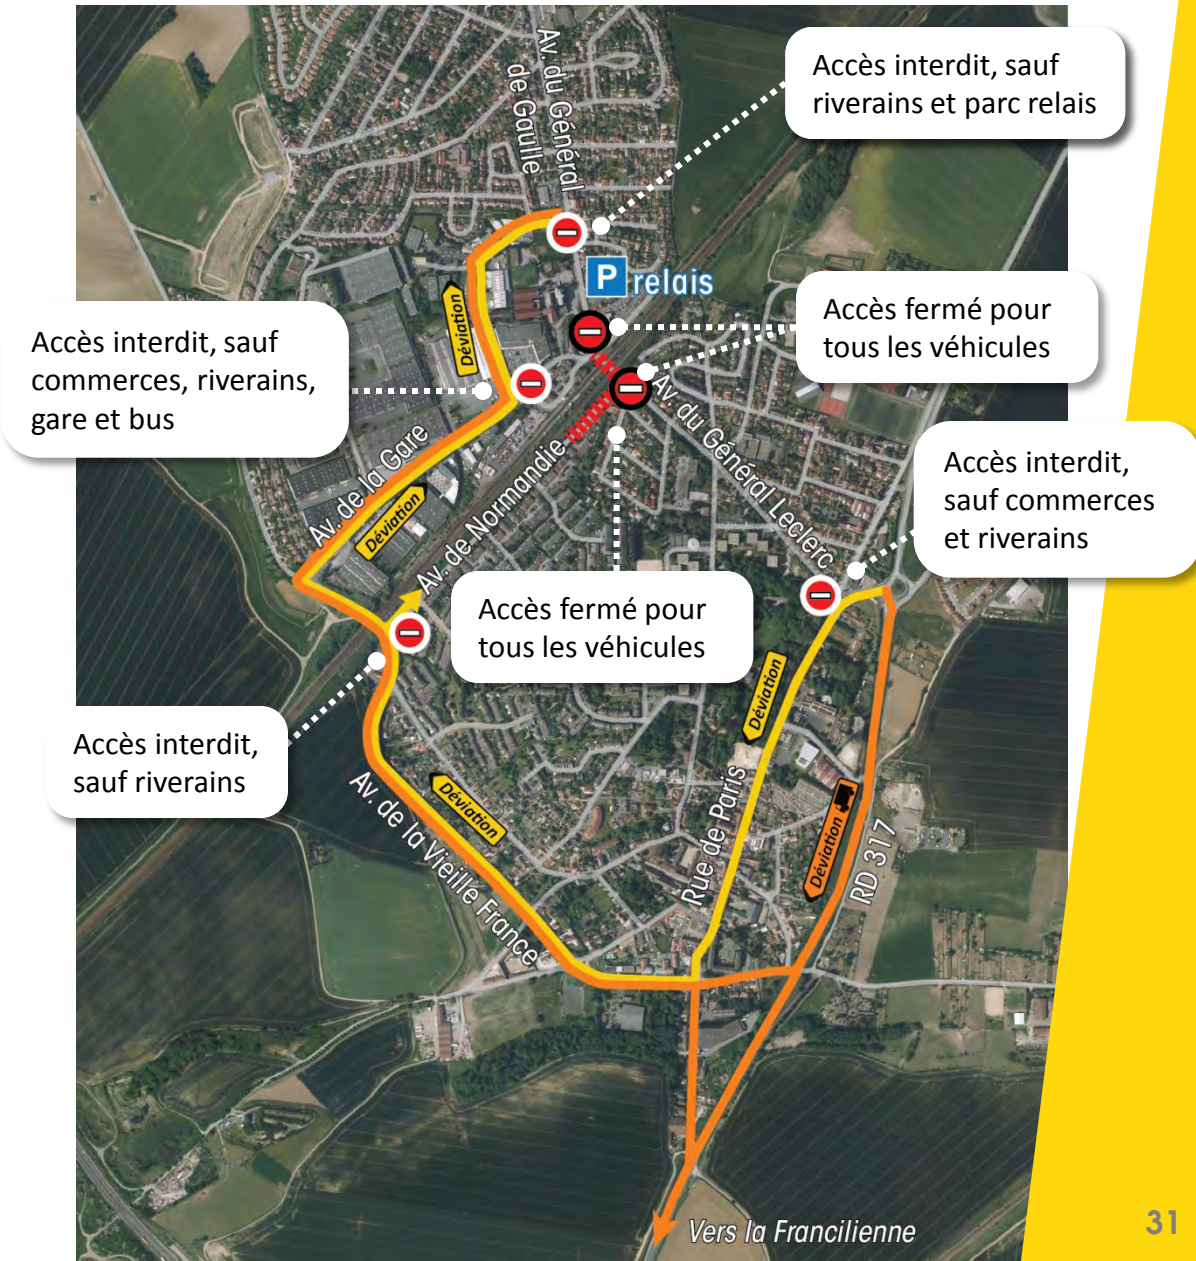 Av. du Général
de Gaulle
Accès interdit, sauf
riverains et parc relais
P relais
Accès fermé pour
tous les véhicules
Déviation
Accès interdit, sauf
commerces, riverains,
gare et bus
Av. du Général Leclerc
Av. de la Gare
Déviation
Av. de Normandie
Accès interdit,
sauf commerces
et riverains
Accès fermé pour
tous les véhicules
Déviation
Accès interdit,
sauf riverains
Av. de la Vieille France
Déviation
Rue de Paris
Déviation
RD 317
Vers la Francilienne
31